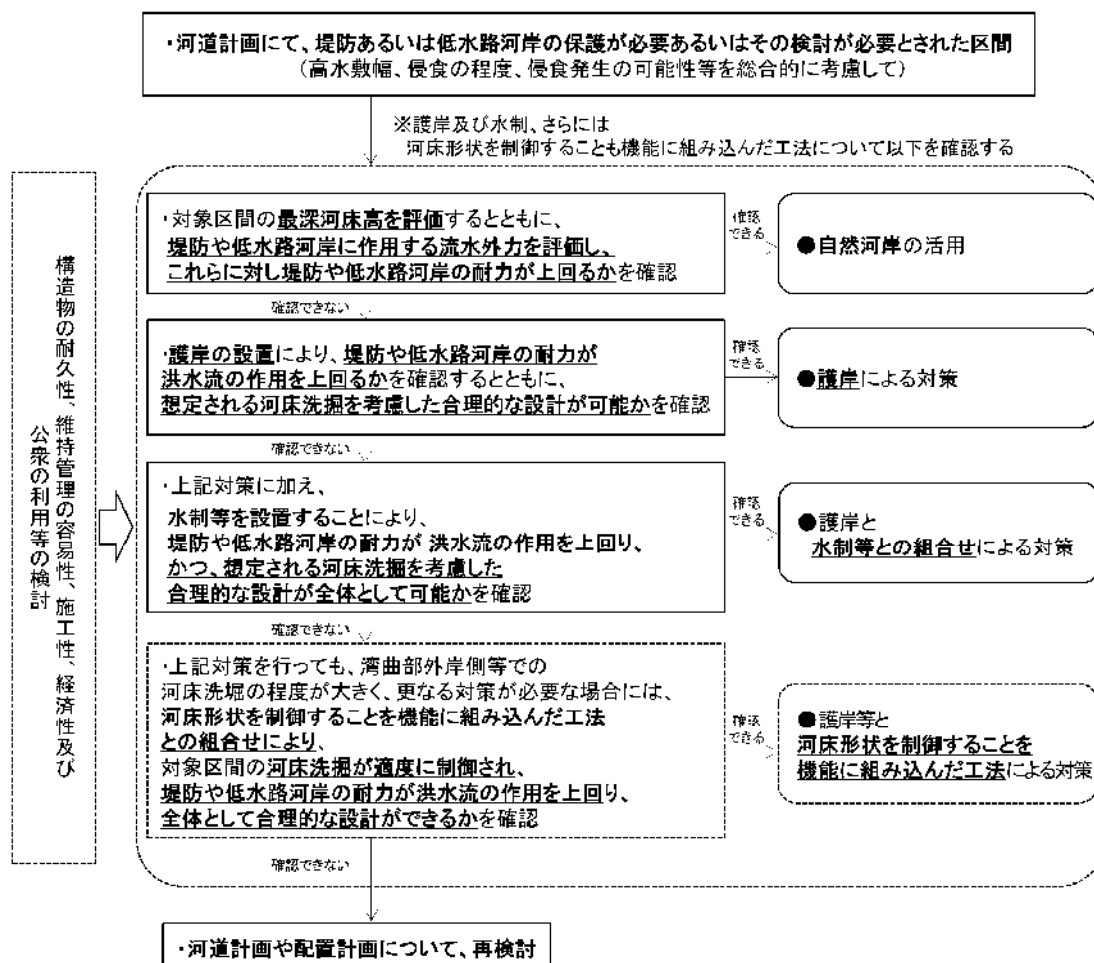 ・河道計画にて、堤防あるいは低水路河岸の保護が必要あるいはその検討が必要とされた区間
（高水敷幅、侵食の程度、侵食発生の可能性等を総合的に考慮して）
※護岸及び水制、さらには
河床形状を制御することも機能に組み込んだ工法について以下を確認する
構造物の耐久性、維持管理の容易性、施工性、経済性及び
公衆の利用等の検討
・対象区間の最深河床高を評価するとともに、
堤防や低水路河岸に作用する流水外力を評価し、
これらに対し堤防や低水路河岸の耐力が上回るかを確認
確認
できる
●自然河岸の活用
確認できない
・護岸の設置により、堤防や低水路河岸の耐力が
洪水流の作用を上回るかを確認するとともに、
想定される河床洗掘を考慮した合理的な設計が可能かを確認
確認
できる
●護岸による対策
確認できない
・上記対策に加え、
水制等を設置することにより、
堤防や低水路河岸の耐力が 洪水流の作用を上回り、
かつ、想定される河床洗掘を考慮した
合理的な設計が全体として可能かを確認
確認
できる
●護岸と
水制等との組合せによる対策
確認できない
・上記対策を行っても、湾曲部外岸側等での
河床洗堀の程度が大きく、更なる対策が必要な場合には、
河床形状を制御することを機能に組み込んだ工法
との組合せにより、
対象区間の河床洗掘が適度に制御され、
堤防や低水路河岸の耐力が洪水流の作用を上回り、
全体として合理的な設計ができるかを確認
確認
できる
●護岸等と
河床形状を制御することを
機能に組み込んだ工法による対策
確認できない
・河道計画や配置計画について、再検討